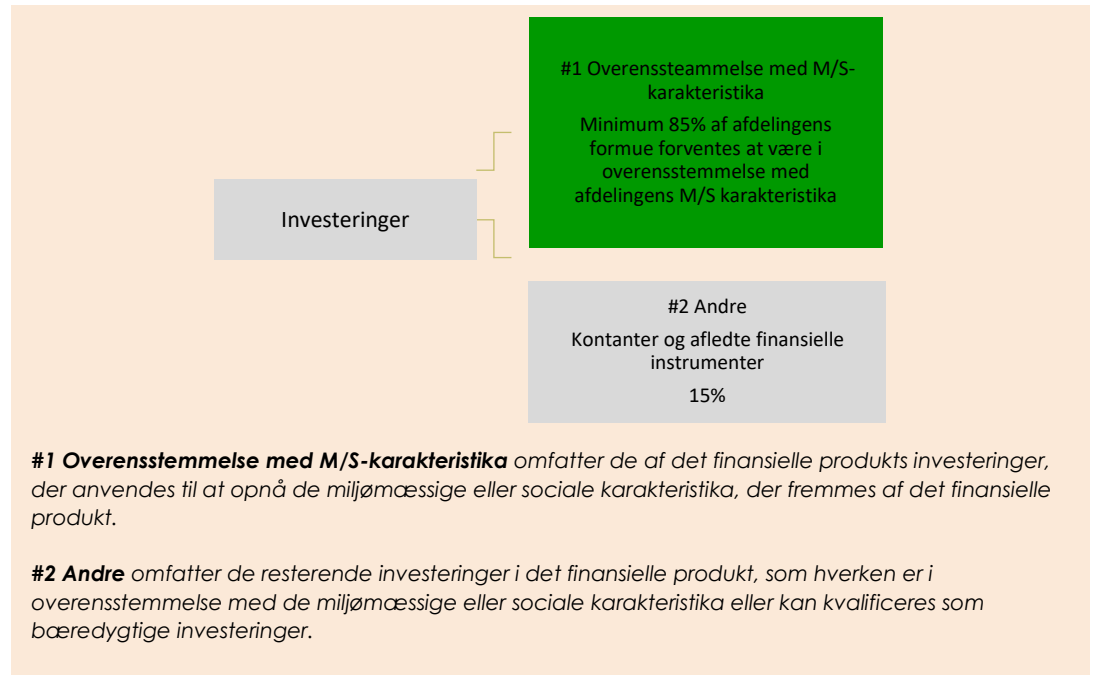 #1 Overenssteammelse med M/S-
karakteristika
Minimum 85% af afdelingens
formue forventes at være i
overensstemmelse med
afdelingens M/S karakteristika
Investeringer
#2 Andre
Kontanter og afledte finansielle
instrumenter
15%
#1 Overensstemmelse med M/S-karakteristika omfatter de af det finansielle produkts investeringer,
der anvendes til at opnå de miljømæssige eller sociale karakteristika, der fremmes af det finansielle
produkt.
#2 Andre omfatter de resterende investeringer i det finansielle produkt, som hverken er i
overensstemmelse med de miljømæssige eller sociale karakteristika eller kan kvalificeres som
bæredygtige investeringer.